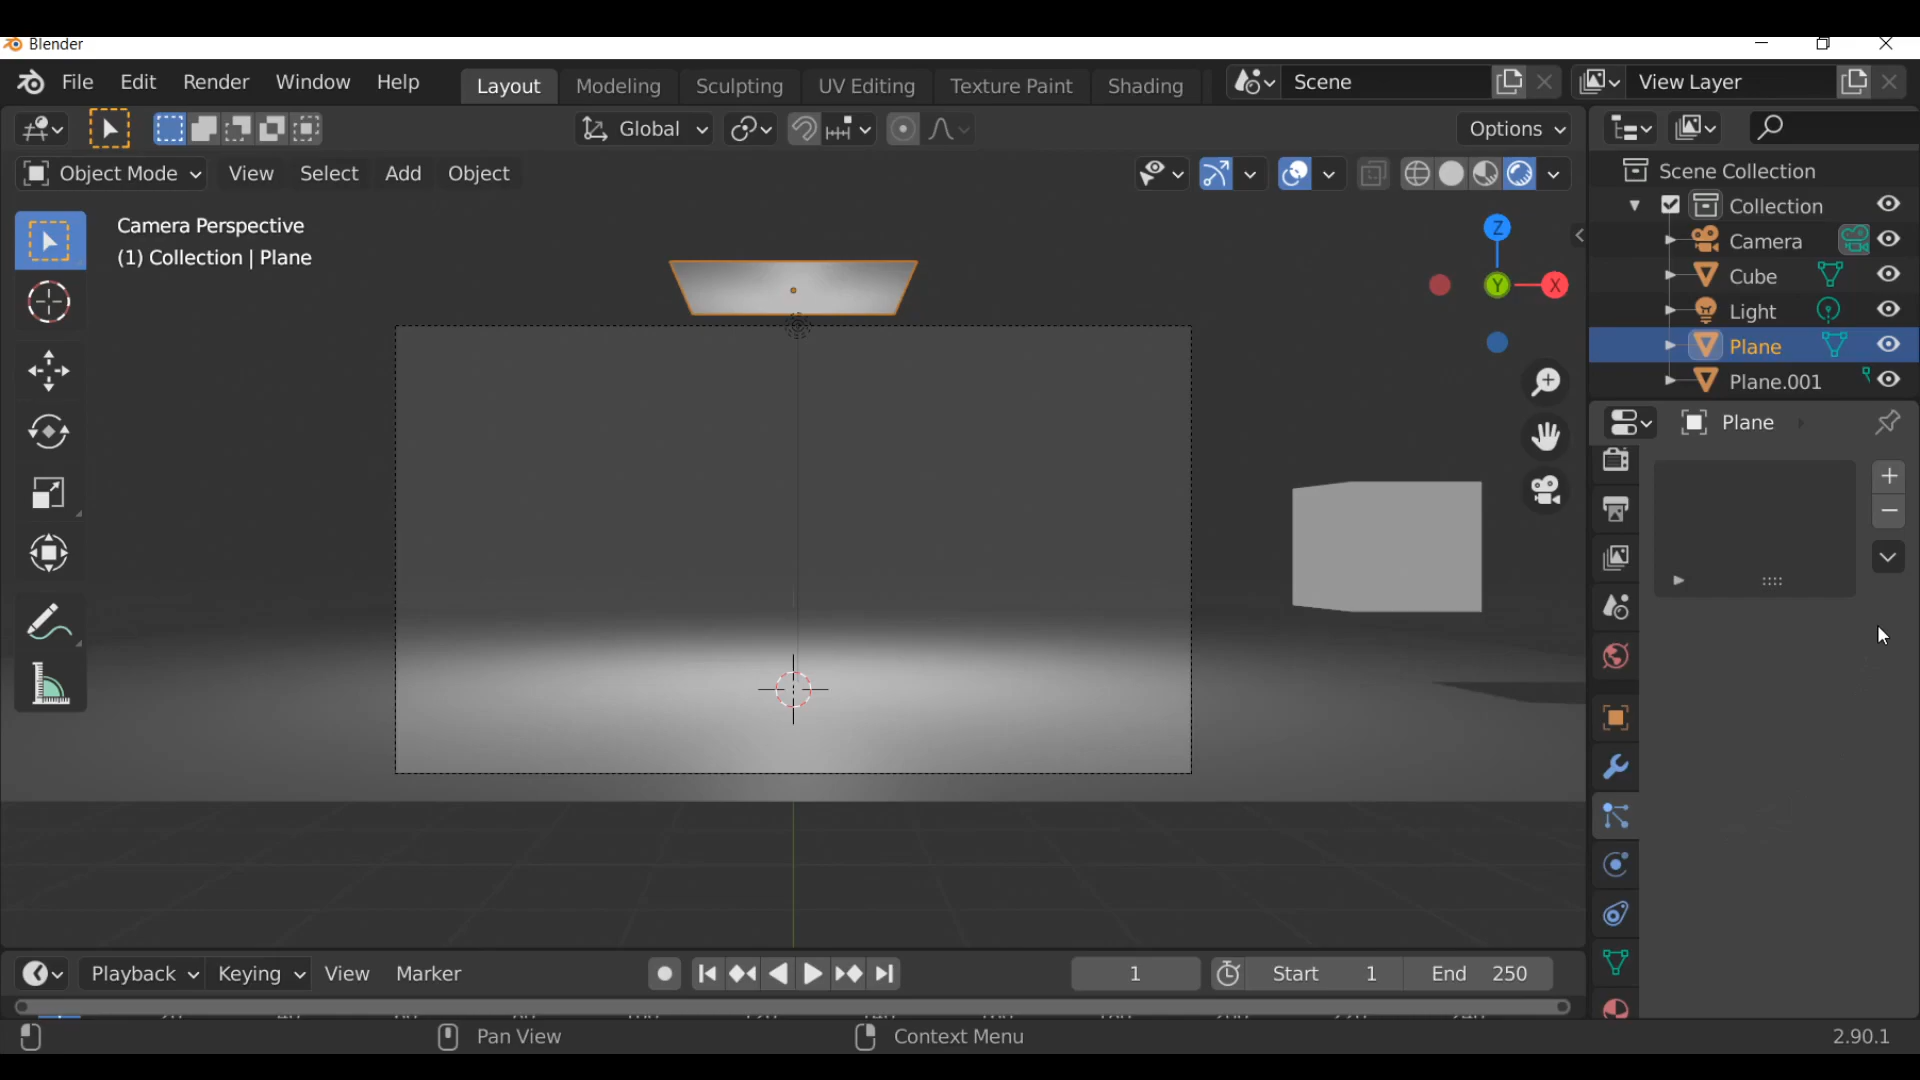 Blender
File Edit Render Window Help Layout Modeling Sculpting UV Editing Texture Paint Shading Scene View Layer
Global Options
Object Mode View Select Add Object
Camera Perspective
(1) Collection | Plane
Z
Y
X
Scene Collection
Collection
Camera
Cube
Light
Plane
Plane.001
Plane
Playback Keying View Marker 1 Start 1 End 250
Pan View Context Menu 2.90.1